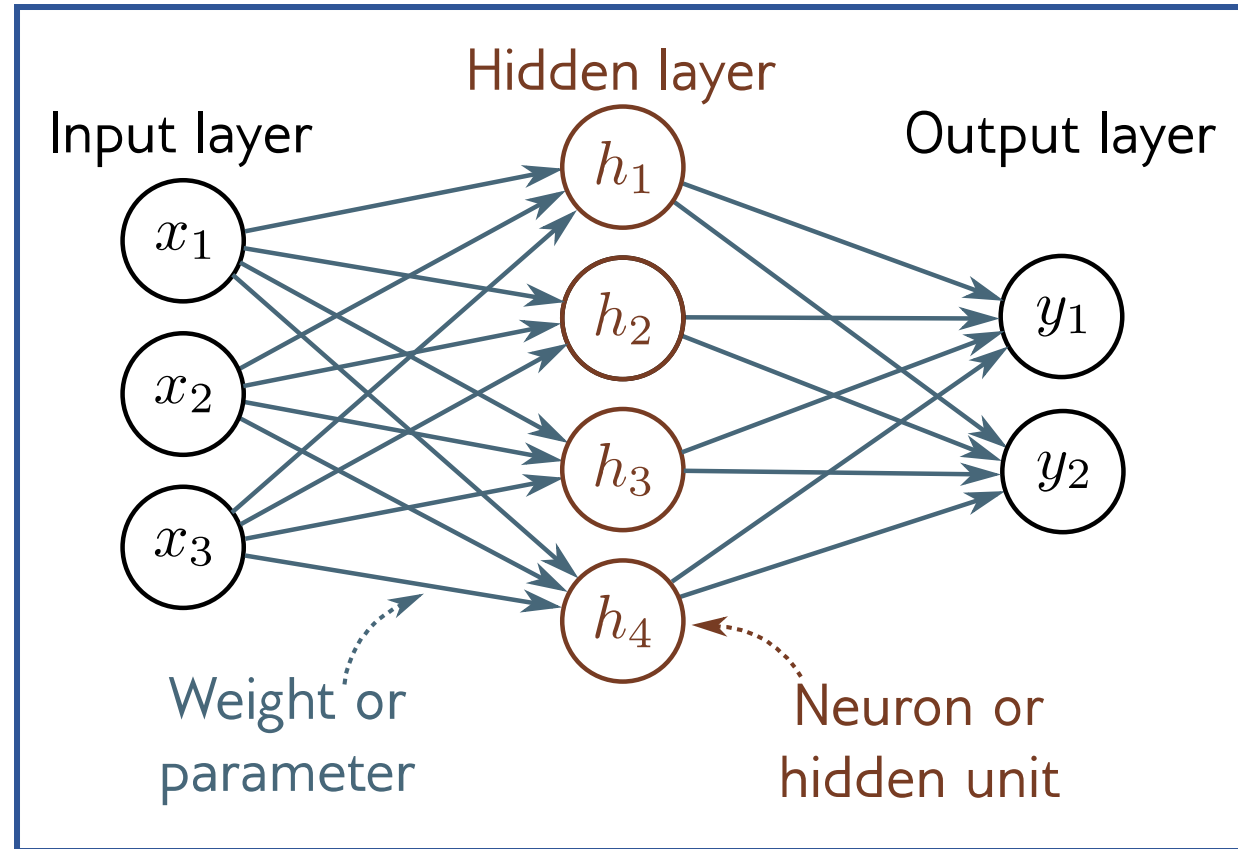 Hidden layer
Input layer
Output layer
x₁
x₂
x₃
h₁
h₂
h₃
h₄
y₁
y₂
Weight or
parameter
Neuron or
hidden unit